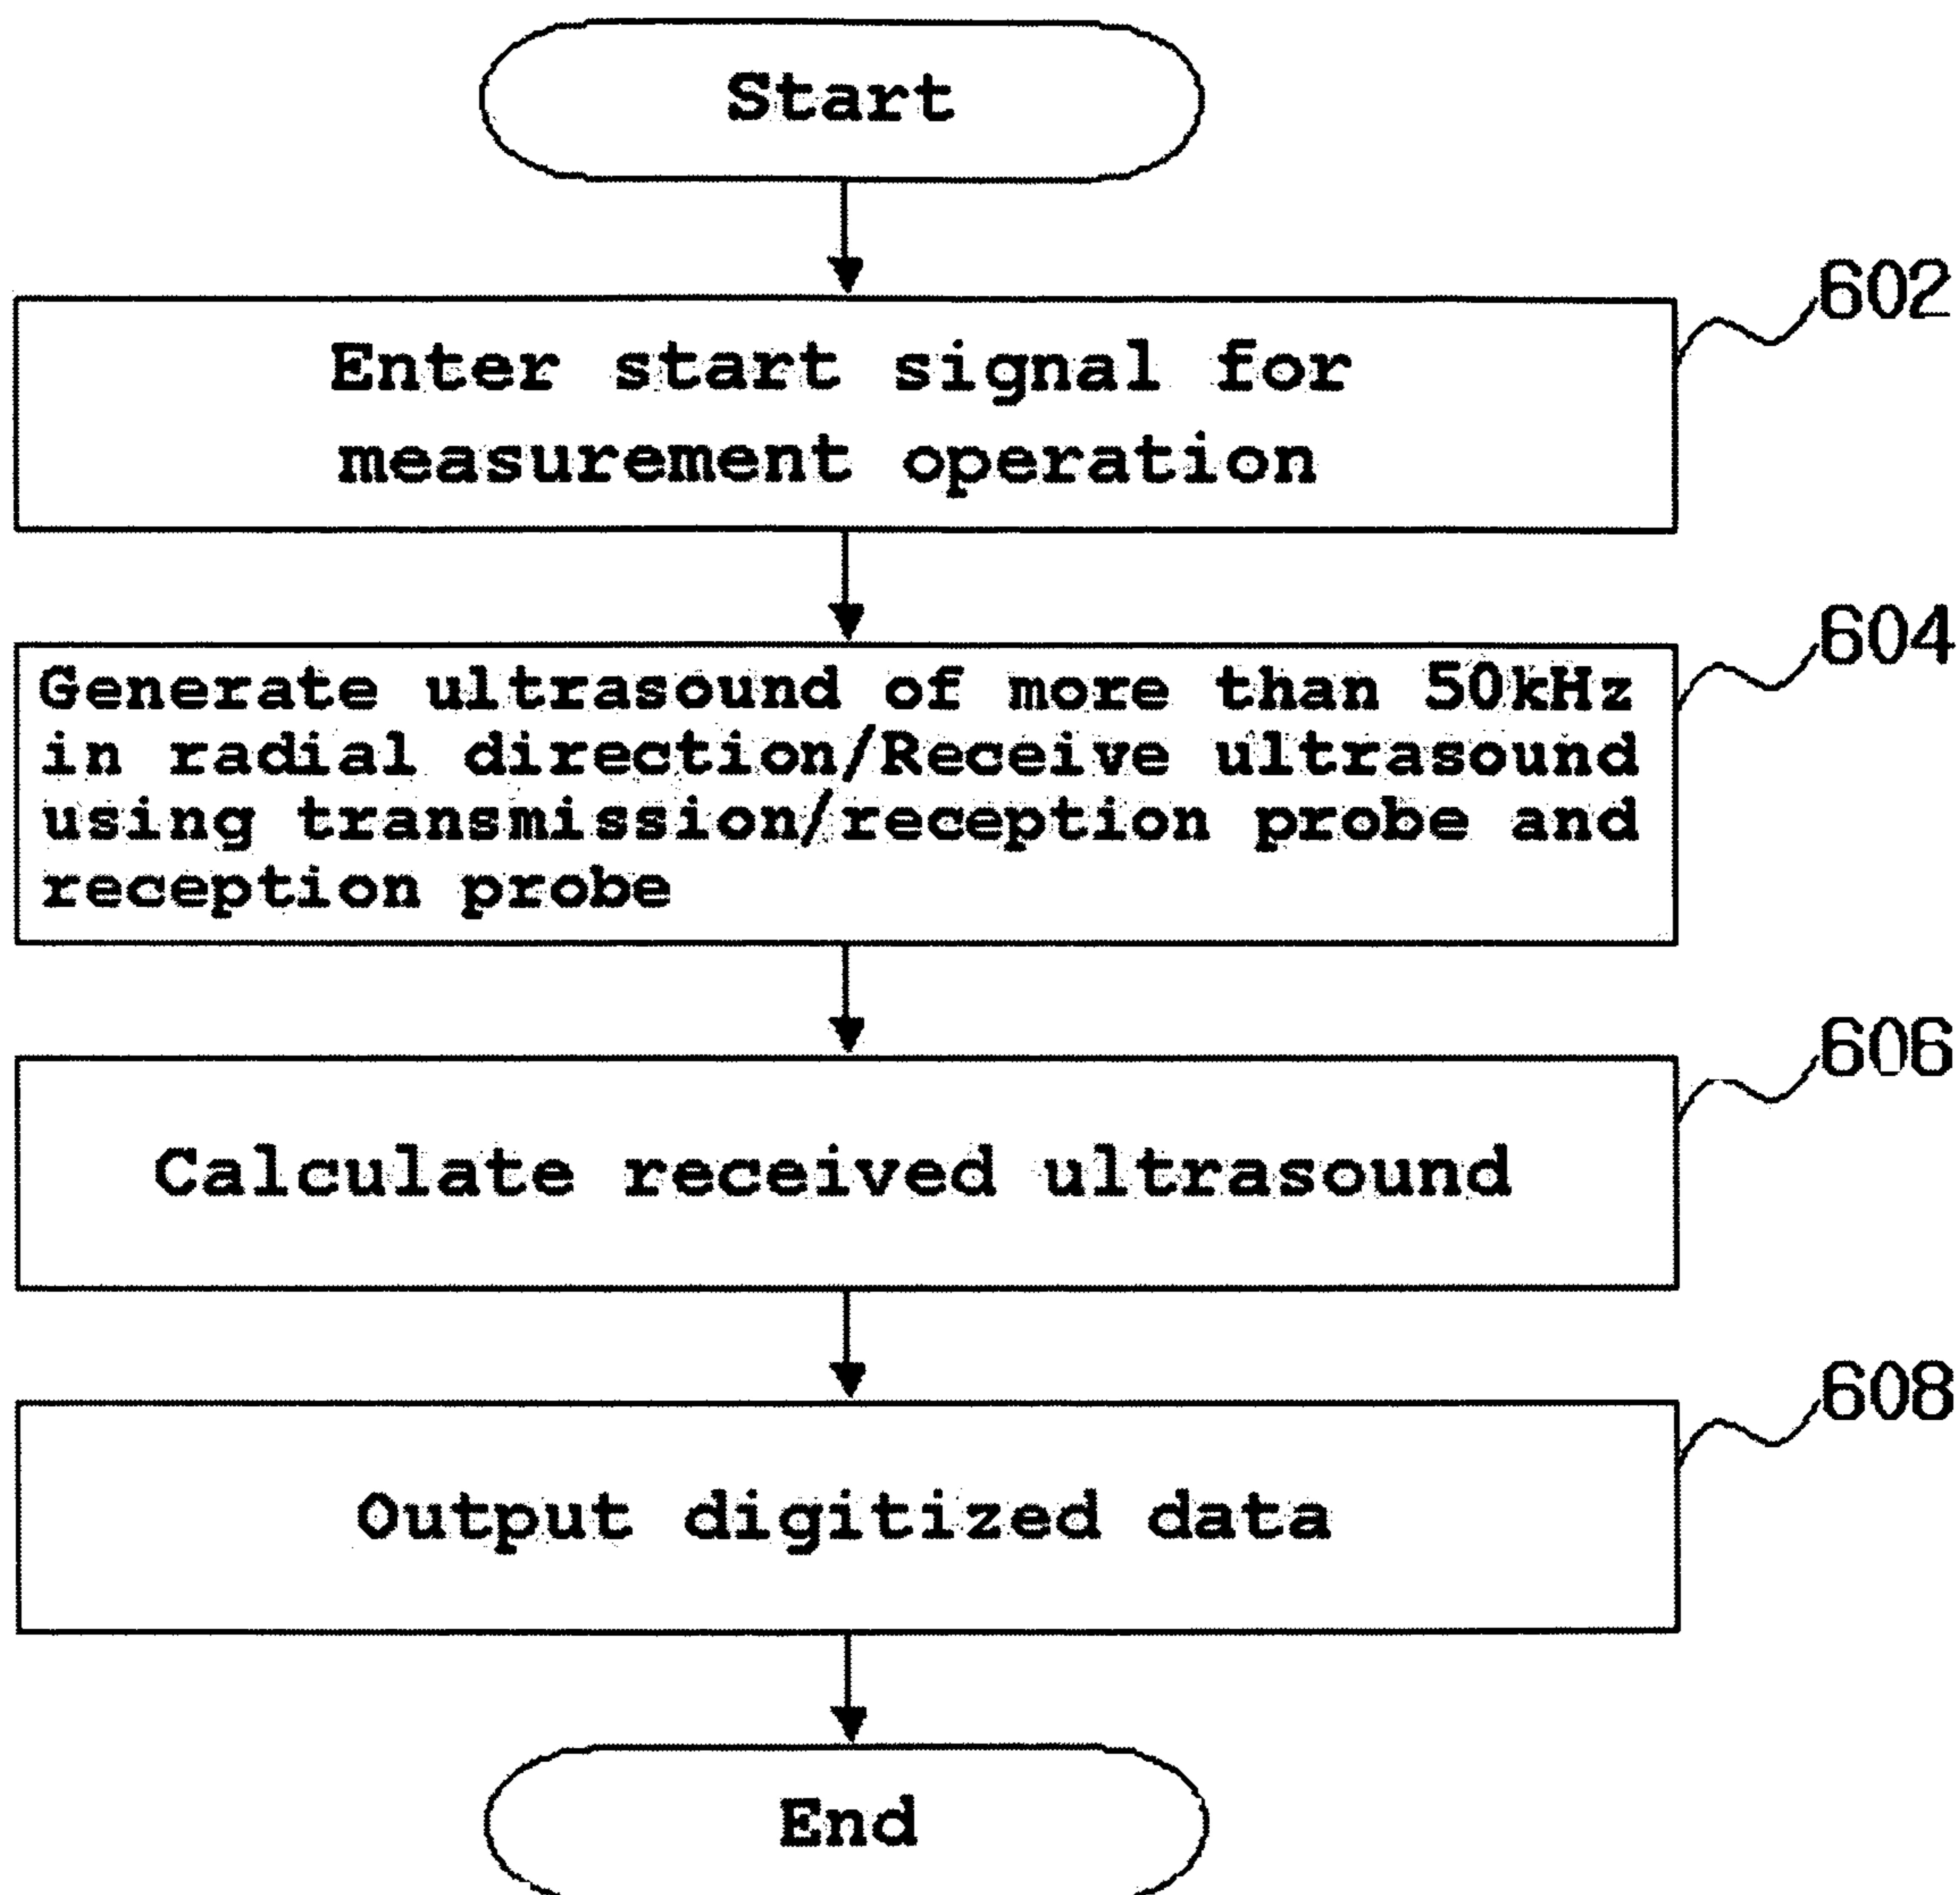 Start
602
Enter start signal for
measurement operation
604
Generate ultrasound of more than 50kHz
in radial direction/Receive ultrasound
using transmission/reception probe and
reception probe
606
Calculate received ultrasound
608
Output digitized data
End